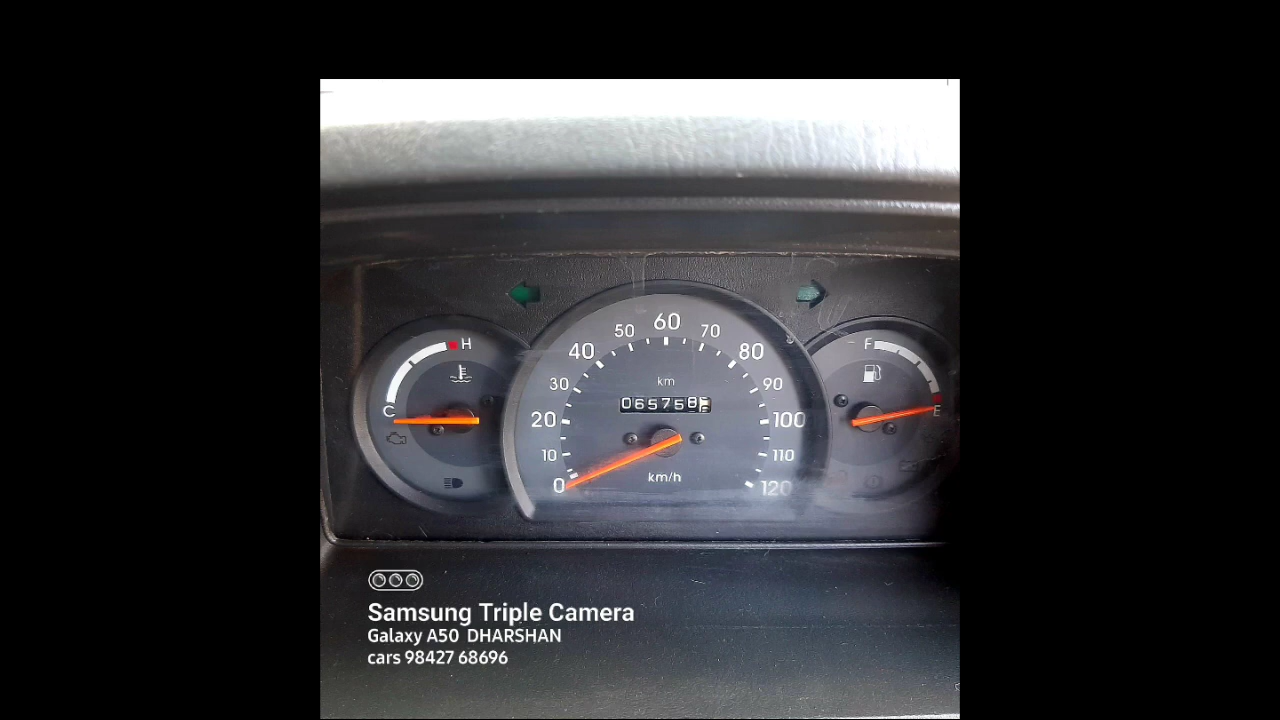 60
50 70
40 80
H F
km
30 90
06575
C E
20 100
10 110
km/h
0 120
Samsung Triple Camera
Galaxy A50 DHARSHAN
cars 98427 68696